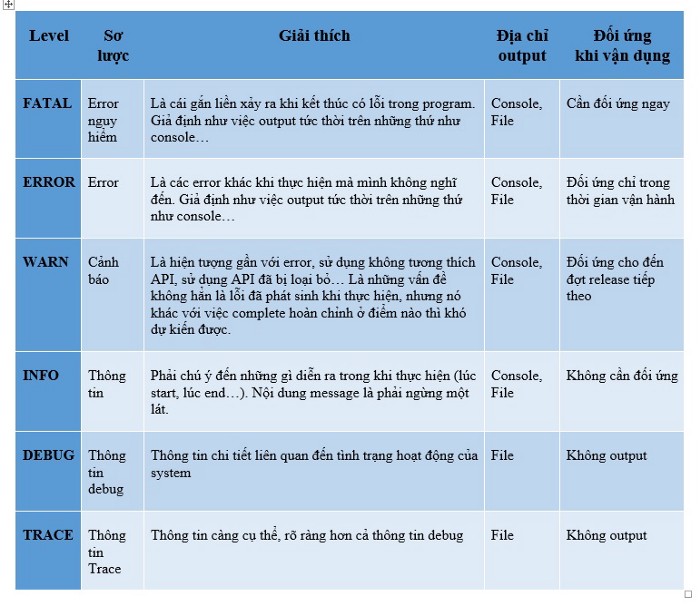 Level
Sơ lược
Giải thích
Địa chỉ output
Đối ứng khi vận dụng
FATAL
Error
nguy
hiểm
Là cái gắn liền xảy ra khi kết thúc có lỗi trong program.
Giả định như việc output tức thời trên những thứ như
console…
Console,
File
Cần đối ứng ngay
ERROR
Error
Là các error khác khi thực hiện mà mình không nghĩ
đến. Giả định như việc output tức thời trên những thứ
như console…
Console,
File
Đối ứng chỉ trong
thời gian vận hành
WARN
Cảnh
báo
Là hiện tượng gần với error, sử dụng không tương thích
API, sử dụng API đã bị loại bỏ… Là những vấn đề
không hẳn là lỗi đã phát sinh khi thực hiện, nhưng nó
khác với việc complete hoàn chỉnh ở điểm nào thì khó
dự kiến được.
Console,
File
Đối ứng cho đến
đợt release tiếp
theo
INFO
Thông
tin
Phải chú ý đến những gì diễn ra trong khi thực hiện (lúc
start, lúc end…). Nội dung message là phải ngừng một
lát.
Console,
File
Không cần đối ứng
DEBUG
Thông
tin
debug
Thông tin chi tiết liên quan đến tình trạng hoạt động của
system
File
Không output
TRACE
Thông
tin
Trace
Thông tin càng cụ thể, rõ ràng hơn cả thông tin debug
File
Không output